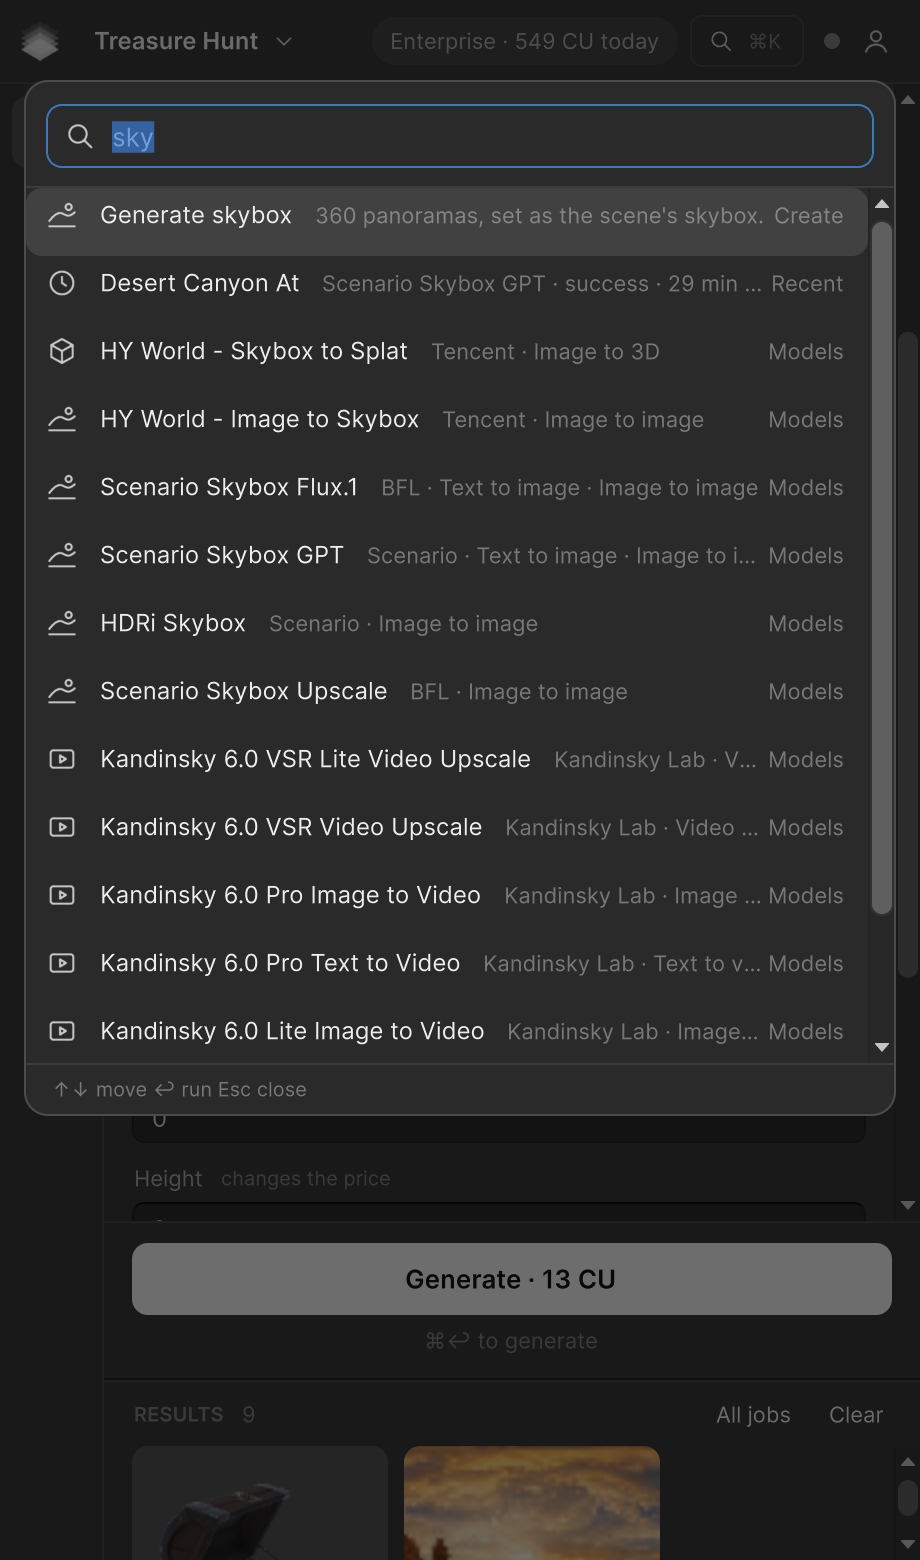 Treasure Hunt
Enterprise · 549 CU today
⌘K
sky
Generate skybox 360 panoramas, set as the scene's skybox. Create
Desert Canyon At Scenario Skybox GPT · success · 29 min ... Recent
HY World - Skybox to Splat Tencent · Image to 3D Models
HY World - Image to Skybox Tencent · Image to image Models
Scenario Skybox Flux.1 BFL · Text to image · Image to image Models
Scenario Skybox GPT Scenario · Text to image · Image to i... Models
HDRi Skybox Scenario · Image to image Models
Scenario Skybox Upscale BFL · Image to image Models
Kandinsky 6.0 VSR Lite Video Upscale Kandinsky Lab · V... Models
Kandinsky 6.0 VSR Video Upscale Kandinsky Lab · Video ... Models
Kandinsky 6.0 Pro Image to Video Kandinsky Lab · Image ... Models
Kandinsky 6.0 Pro Text to Video Kandinsky Lab · Text to v... Models
Kandinsky 6.0 Lite Image to Video Kandinsky Lab · Image... Models
↑↓ move ↩ run Esc close
0
Height changes the price
Generate · 13 CU
⌘↩ to generate
RESULTS 9
All jobs
Clear